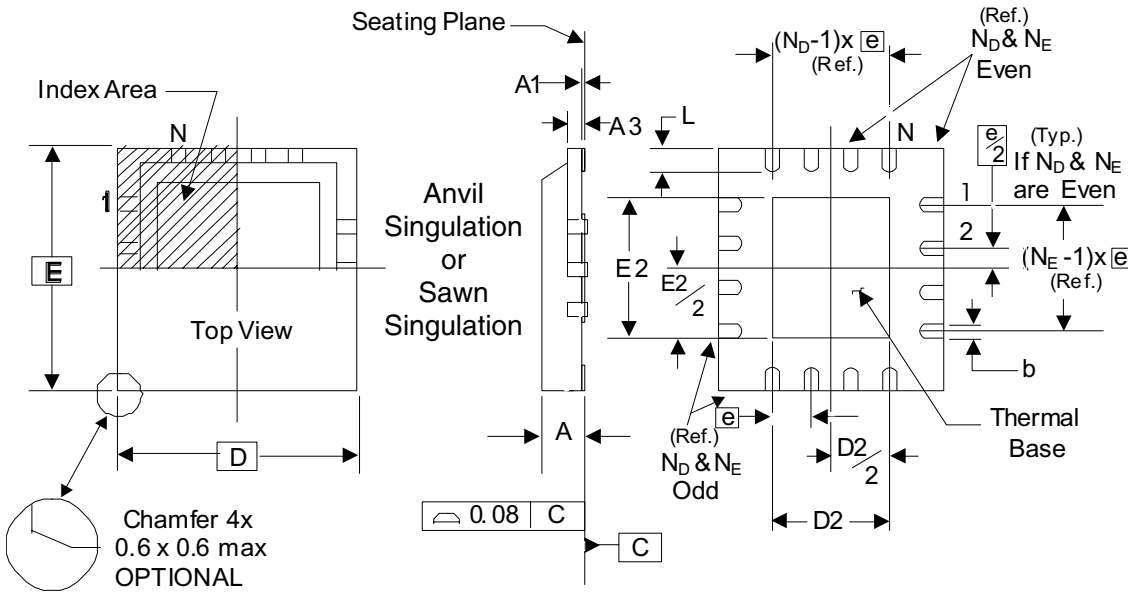 Seating Plane
Index Area
N
1
E
Top View
D
Chamfer 4x
0.6 x 0.6 max
OPTIONAL
A1
A3
Anvil
Singulation
or
Sawn
Singulation
A
0.08 C
C
L
(N_D-1)x e
(Ref.)
(Ref.)
N_D & N_E
Even
N
e/2
(Typ.)
If N_D & N_E
are Even
1
2
(N_E-1)x e
(Ref.)
E2
E2/2
b
Thermal
Base
e
(Ref.)
N_D & N_E
Odd
D2/2
D2